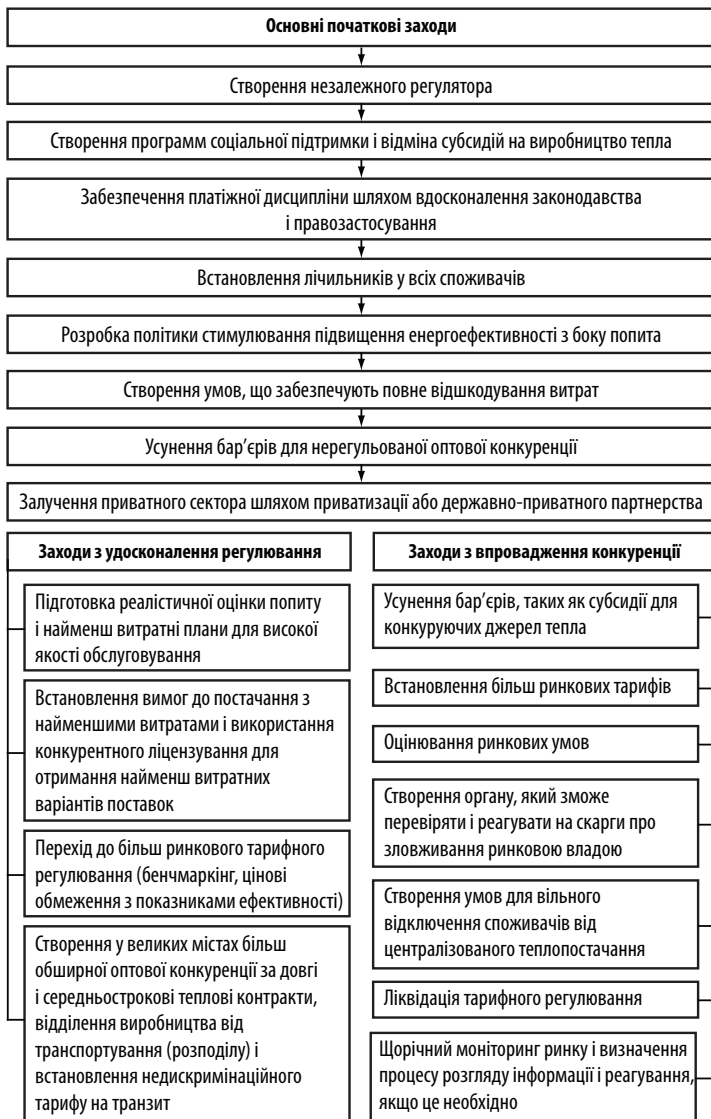 Основні початкові заходи
Створення незалежного регулятора
Створення программ соціальної підтримки і відміна субсидій на виробництво тепла
Забезпечення платіжної дисципліни шляхом вдосконалення законодавства
і правозастосування
Встановлення лічильників у всіх споживачів
Розробка політики стимулювання підвищення енергоефективності з боку попита
Створення умов, що забезпечують повне відшкодування витрат
Усунення бар’єрів для нерегульованої оптової конкуренції
Залучення приватного сектора шляхом приватизації або державно-приватного партнерства
Заходи з удосконалення регулювання
Підготовка реалістичної оцінки попиту
і найменш витратні плани для високої
якості обслуговування
Встановлення вимог до постачання з
найменшими витратами і використання
конкурентного ліцензування для
отримання найменш витратних
варіантів поставок
Перехід до більш ринкового тарифного
регулювання (бенчмаркінг, цінові
обмеження з показниками ефективності)
Створення у великих містах більш
обширної оптової конкуренції за довгі
і середньострокові теплові контракти,
відділення виробництва від
транспортування (розподілу) і
встановлення недискримінаційного
тарифу на транзит
Заходи з впровадження конкуренції
Усунення бар’єрів, таких як субсидії для
конкуруючих джерел тепла
Встановлення більш ринкових тарифів
Оцінювання ринкових умов
Створення органу, який зможе
перевіряти і реагувати на скарги про
зловживання ринковою владою
Створення умов для вільного
відключення споживачів від
централізованого теплопостачання
Ліквідація тарифного регулювання
Щорічний моніторинг ринку і визначення
процесу розгляду інформації і реагування,
якщо це необхідно